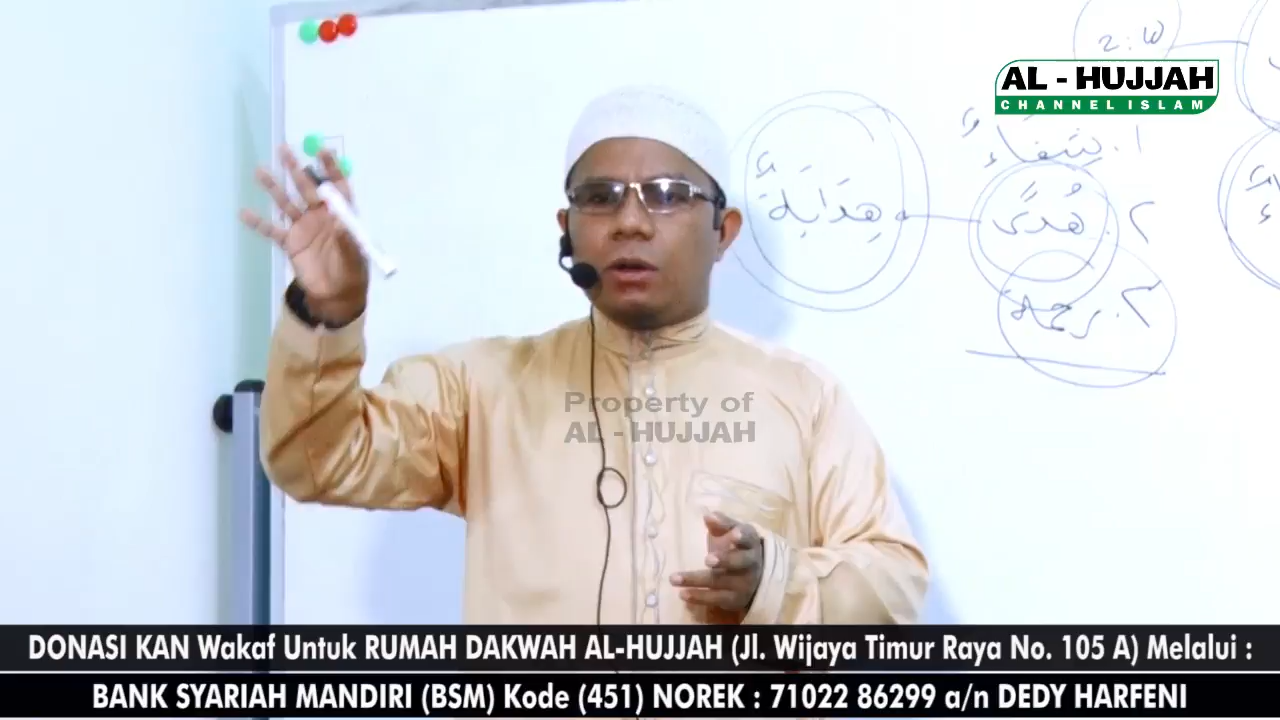 AL - HUJJAH
CHANNEL ISLAM
١. شِفَاءٌ
٢. هُدًى
هِدَايَةٌ
٣. رحمة
Property of
AL - HUJJAH
DONASI KAN Wakaf Untuk RUMAH DAKWAH AL-HUJJAH (Jl. Wijaya Timur Raya No. 105 A) Melalui :
BANK SYARIAH MANDIRI (BSM) Kode (451) NOREK : 71022 86299 a/n DEDY HARFENI